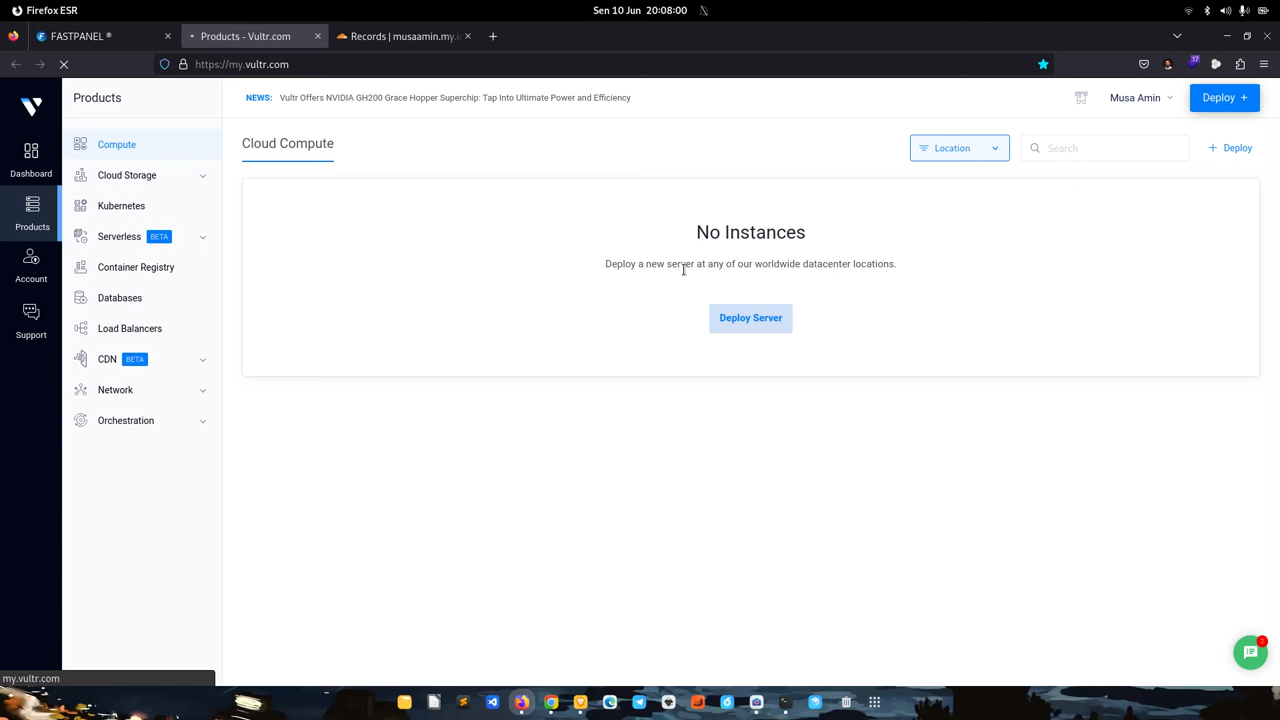 Firefox ESR
Sen 10 Jun 20:08:00
FASTPANEL ®
Products - Vultr.com
Records | musaamin.my.i
https://my.vultr.com
17
Products
NEWS: Vultr Offers NVIDIA GH200 Grace Hopper Superchip: Tap Into Ultimate Power and Efficiency
Musa Amin
Deploy +
Dashboard
Products
Account
Support
Compute
Cloud Storage
Kubernetes
Serverless BETA
Container Registry
Databases
Load Balancers
CDN BETA
Network
Orchestration
Cloud Compute
Location
Search
+ Deploy
No Instances
Deploy a new server at any of our worldwide datacenter locations.
Deploy Server
my.vultr.com